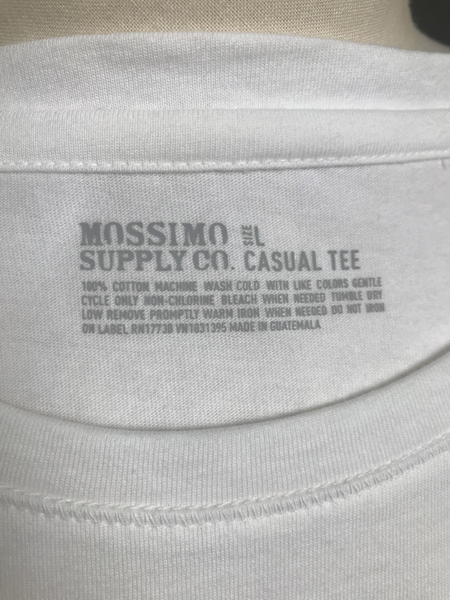 MOSSIMO SIZE L
SUPPLY CO. CASUAL TEE
100% COTTON MACHINE WASH COLD WITH LIKE COLORS GENTLE
CYCLE ONLY NON-CHLORINE BLEACH WHEN NEEDED TUMBLE DRY
LOW REMOVE PROMPTLY WARM IRON WHEN NEEDED DO NOT IRON
ON LABEL RN17730 VN1831395 MADE IN GUATEMALA